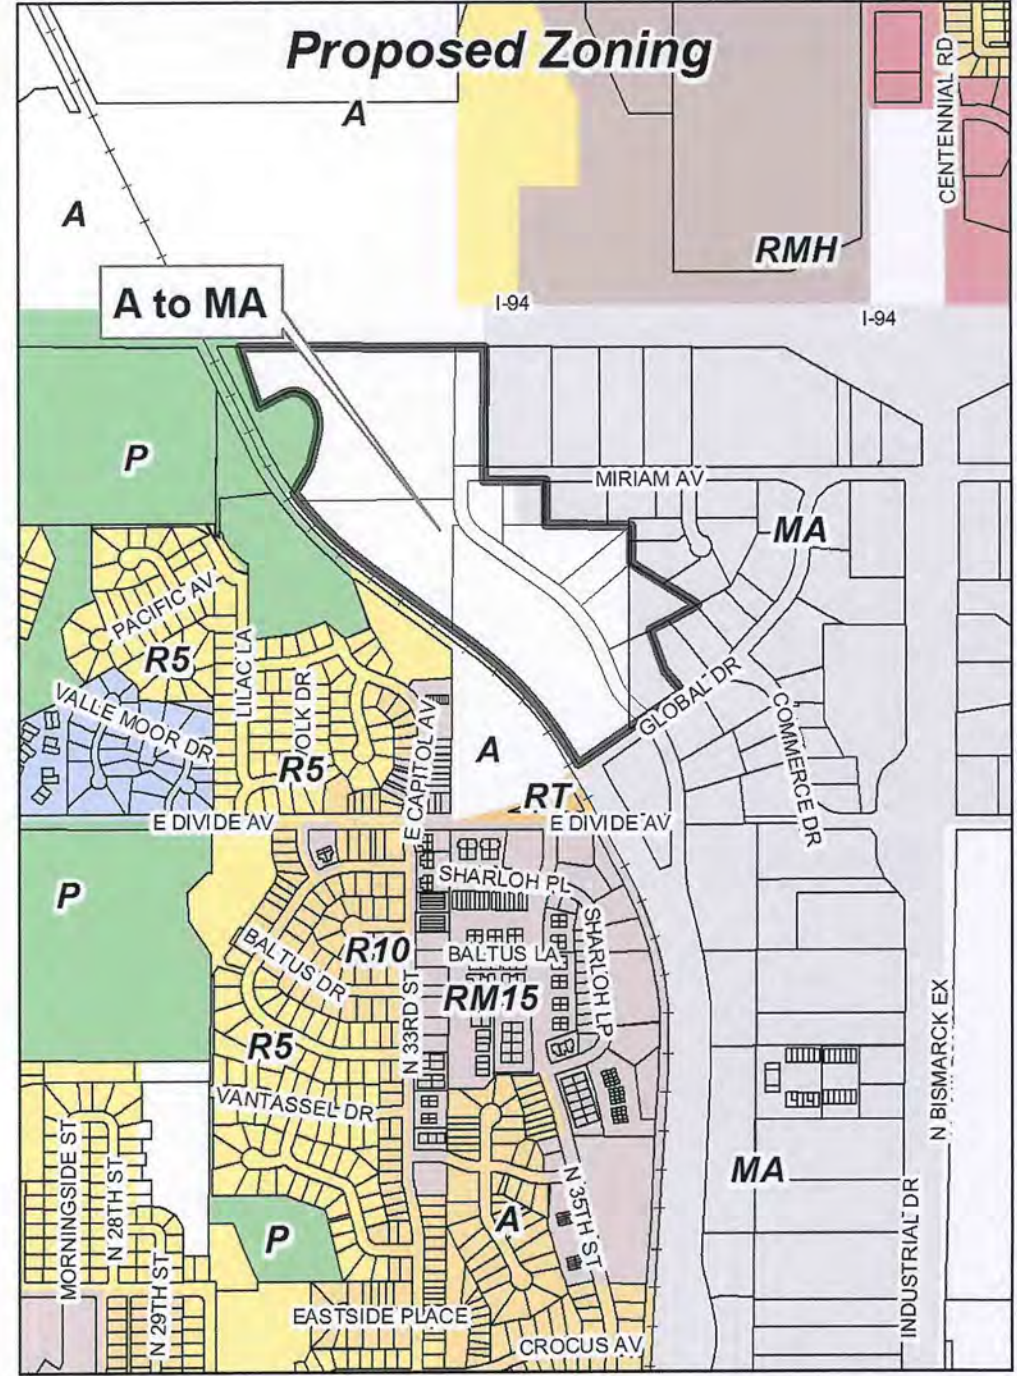 Proposed Zoning
A
CENTENNIAL RD
A
RMH
A to MA
I-94
I-94
P
MIRIAM AV
MA
PACIFIC AV
R5
LILAC LA
VOLK DR
VALLE MOOR DR
GLOBAL DR
COMMERCE DR
E CAPITOL AV
A
R5
RT
E DIVIDE AV
E DIVIDE AV
SHARLOH PL
P
SHARLOH LP
BALTUS DR
R10
BALTUS LA
RM15
N 33RD ST
R5
N BISMARCK EX
VANTASSEL DR
MORNINGSIDE ST
N 28TH ST
N 35TH ST
MA
A
INDUSTRIAL DR
P
N 29TH ST
EASTSIDE PLACE
CROCUS AV